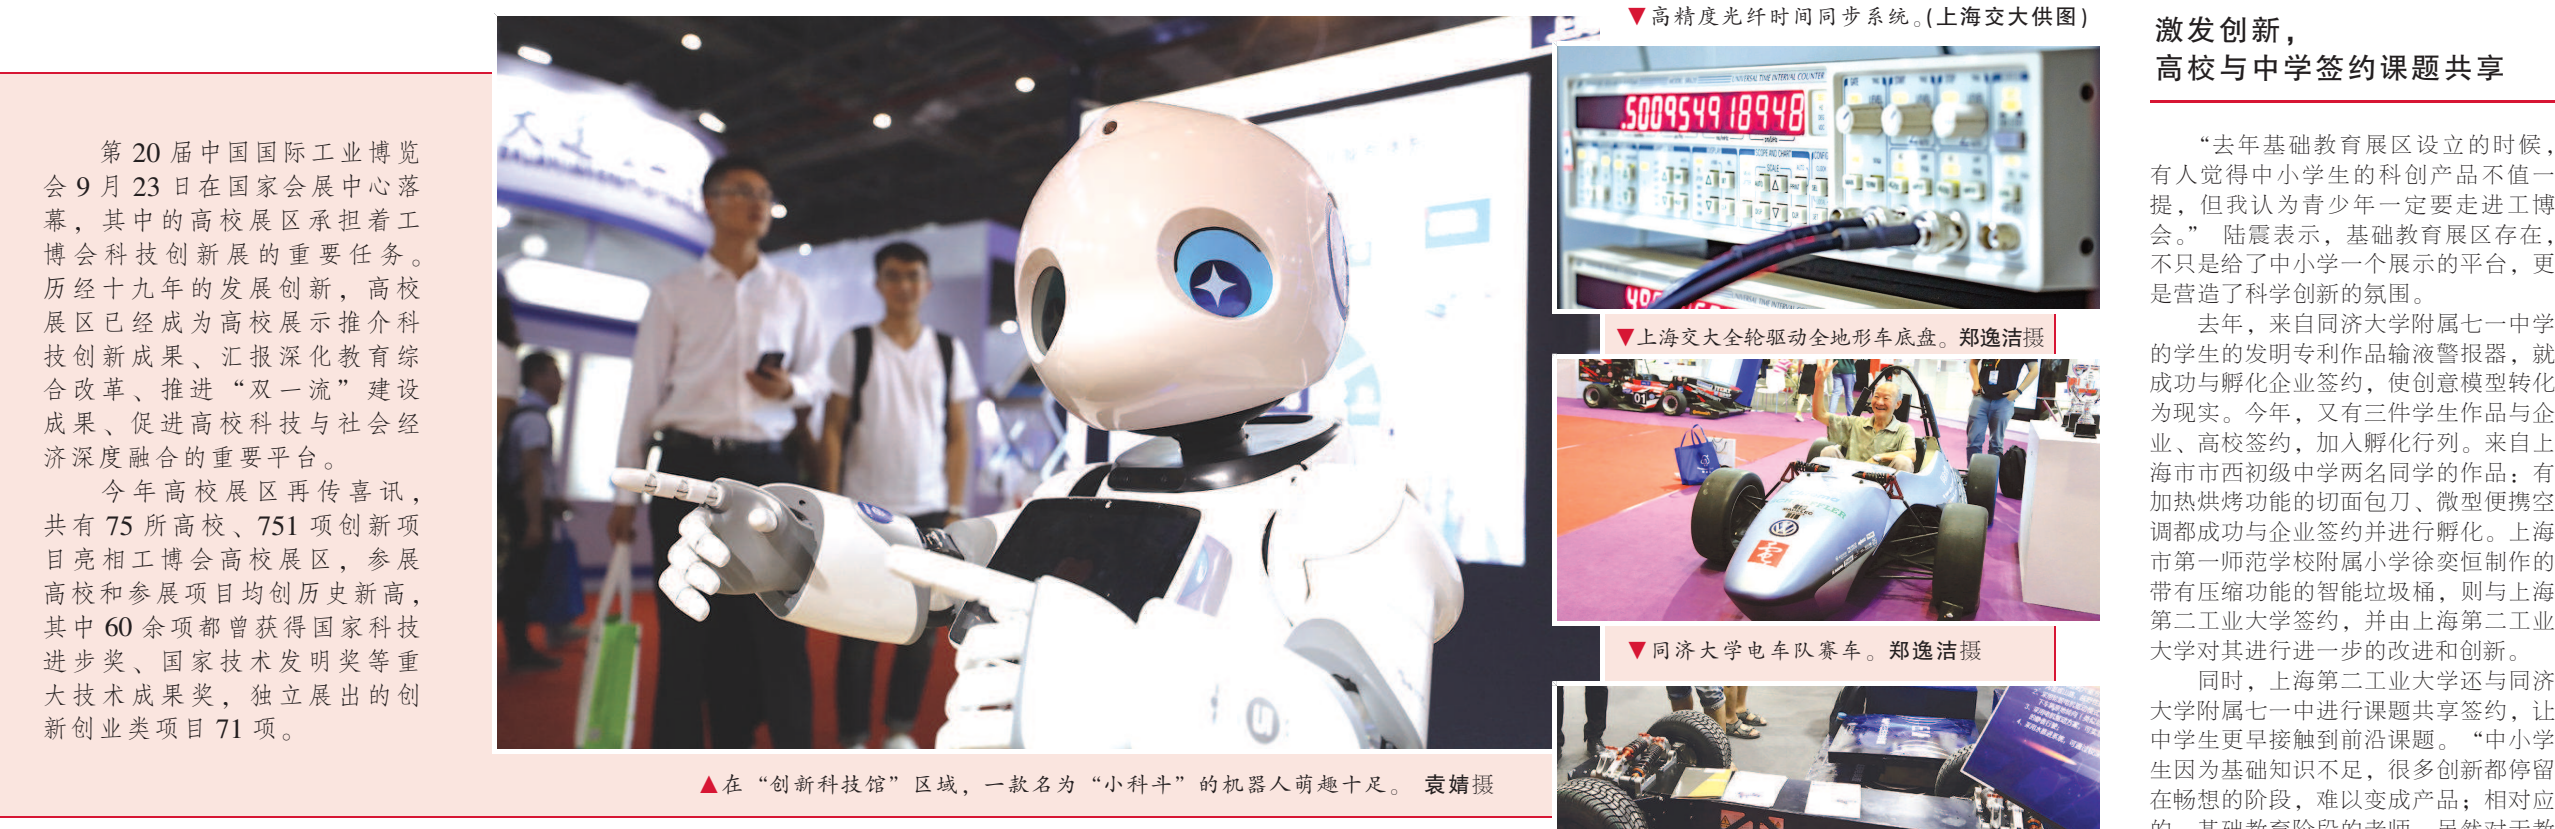 第 20 届中国国际工业博览
会 9 月 23 日在国家会展中心落
幕，其中的高校展区承担着工
博会科技创新展的重要任务。
历经十九年的发展创新，高校
展区已经成为高校展示推介科
技创新成果、汇报深化教育综
合改革、推进“双一流”建设
成果、促进高校科技与社会经
济深度融合的重要平台。
今年高校展区再传喜讯，
共有 75 所高校、751 项创新项
目亮相工博会高校展区，参展
高校和参展项目均创历史新高，
其中 60 余项都曾获得国家科技
进步奖、国家技术发明奖等重
大技术成果奖，独立展出的创
新创业类项目 71 项。
▲在“创新科技馆”区域，一款名为“小科斗”的机器人萌趣十足。 袁婧摄
▼高精度光纤时间同步系统。(上海交大供图)
UNIVERSAL TIME INTERVAL COUNTER
.500954918948
▼上海交大全轮驱动全地形车底盘。郑逸洁摄
01
▼同济大学电车队赛车。郑逸洁摄
激发创新，
高校与中学签约课题共享
“去年基础教育展区设立的时候，
有人觉得中小学生的科创产品不值一
提，但我认为青少年一定要走进工博
会。” 陆震表示，基础教育展区存在，
不只是给了中小学一个展示的平台，更
是营造了科学创新的氛围。
去年，来自同济大学附属七一中学
的学生的发明专利作品输液警报器，就
成功与孵化企业签约，使创意模型转化
为现实。今年，又有三件学生作品与企
业、高校签约，加入孵化行列。来自上
海市市西初级中学两名同学的作品：有
加热烘烤功能的切面包刀、微型便携空
调都成功与企业签约并进行孵化。上海
市第一师范学校附属小学徐奕恒制作的
带有压缩功能的智能垃圾桶，则与上海
第二工业大学签约，并由上海第二工业
大学对其进行进一步的改进和创新。
同时，上海第二工业大学还与同济
大学附属七一中进行课题共享签约，让
中学生更早接触到前沿课题。“中小学
生因为基础知识不足，很多创新都停留
在畅想的阶段，难以变成产品；相对应
的，基础教育阶段的老师，虽然对于教